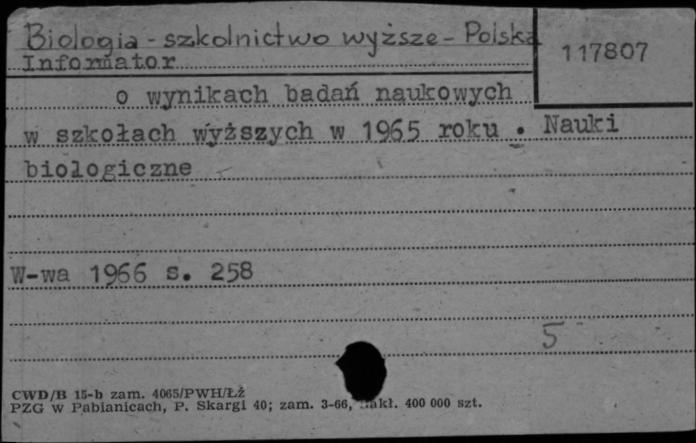 Biologia - szkolnictwo wyższe - Polska
117807
Informator
o wynikach badań naukowych
w szkołach wyższych w 1965 roku . Nauki
biologiczne
W-wa 1966 s. 258
5
CWD/B 15-b zam. 4065/PWH/ŁŻ
PZG w Pabianicach, P. Skargi 40; zam. 3-66, nakł. 400 000 szt.